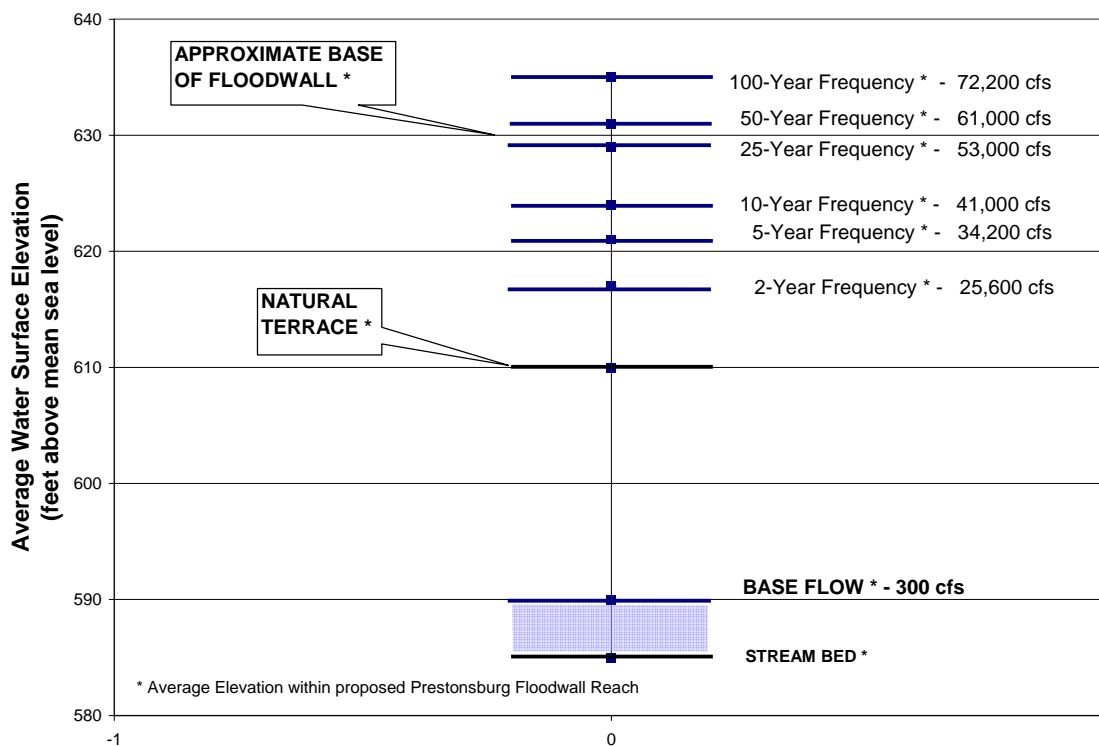 640
630
620
610
600
590
580
-1
0
Average Water Surface Elevation
(feet above mean sea level)
APPROXIMATE BASE
OF FLOODWALL *
NATURAL
TERRACE *
100-Year Frequency * - 72,200 cfs
50-Year Frequency * - 61,000 cfs
25-Year Frequency * - 53,000 cfs
10-Year Frequency * - 41,000 cfs
5-Year Frequency * - 34,200 cfs
2-Year Frequency * - 25,600 cfs
BASE FLOW * - 300 cfs
STREAM BED *
* Average Elevation within proposed Prestonsburg Floodwall Reach